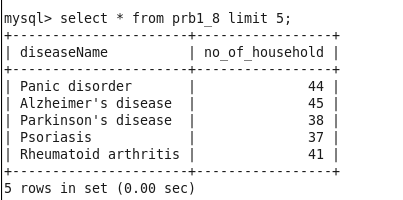 mysql> select * from prb1_8 limit 5;
+----------------------+-----------------+
| diseaseName          | no_of_household |
+----------------------+-----------------+
| Panic disorder       |              44 |
| Alzheimer's disease  |              45 |
| Parkinson's disease  |              38 |
| Psoriasis            |              37 |
| Rheumatoid arthritis |              41 |
+----------------------+-----------------+
5 rows in set (0.00 sec)